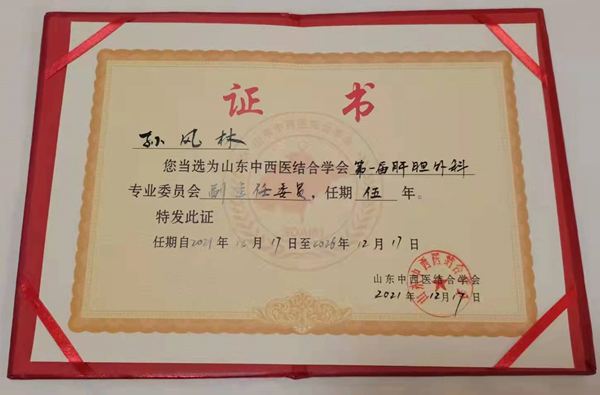 证 书
孙风林
您当选为山东中西医结合学会第一届肝胆外科
专业委员会副主任委员，任期 伍 年。
特发此证
任期自2021年12月17日至2026年12月17日
山东中西医结合学会
2021年12月17日